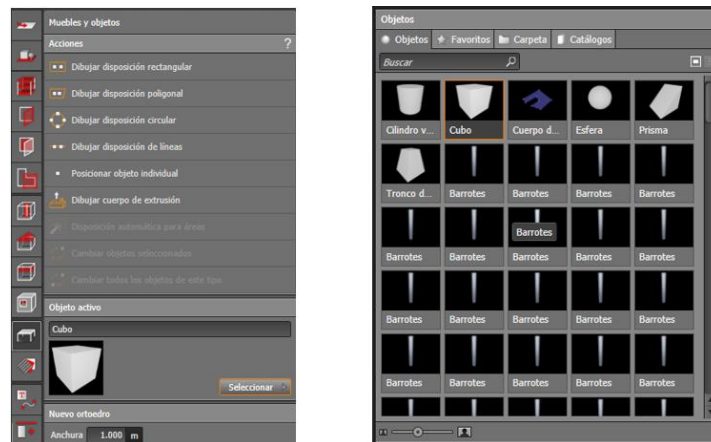 Muebles y objetos
Acciones ?
Dibujar disposición rectangular
Dibujar disposición poligonal
Dibujar disposición circular
Dibujar disposición de líneas
Posicionar objeto individual
Dibujar cuerpo de extrusión
Disposición automática para áreas
Cambiar objetos seleccionados
Cambiar todos los objetos de este tipo
Objeto activo
Cubo
Seleccionar
Nuevo ortoedro
Anchura 1.000 m
Objetos
Objetos Favoritos Carpeta Catálogos
Buscar
Cilindro v... Cubo Cuerpo d... Esfera Prisma
Tronco d... Barrotes Barrotes Barrotes Barrotes
Barrotes
Barrotes Barrotes Barrotes Barrotes Barrotes
Barrotes Barrotes Barrotes Barrotes Barrotes
Barrotes Barrotes Barrotes Barrotes Barrotes